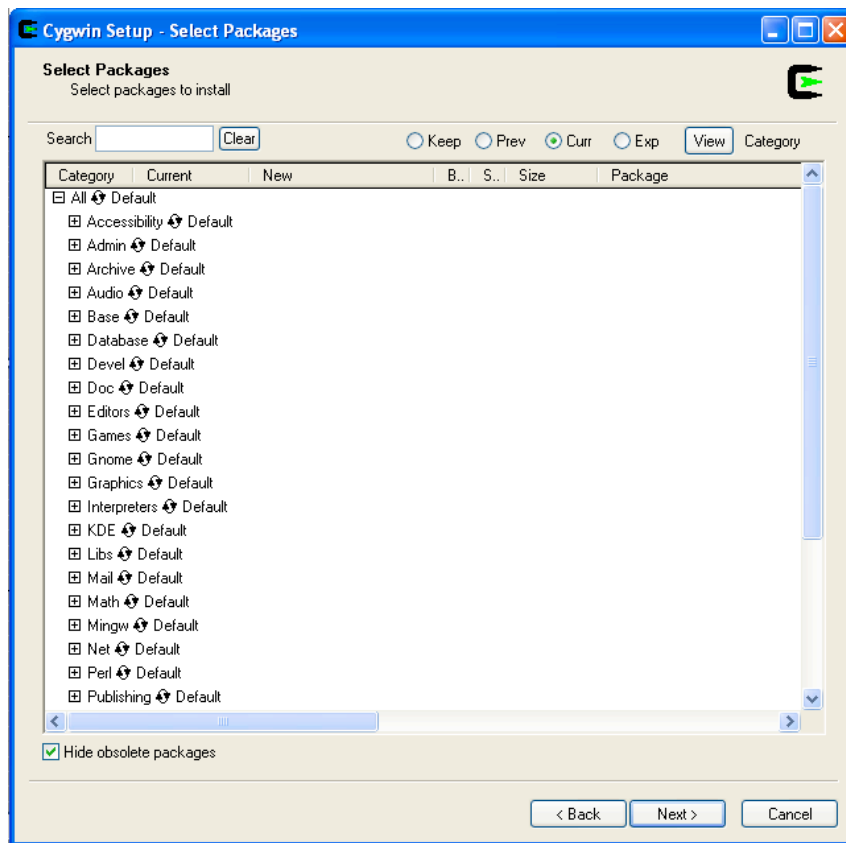 Cygwin Setup - Select Packages
Select Packages
Select packages to install
Search Clear Keep Prev Curr Exp View Category
Category Current New B.. S.. Size Package
All Default
Accessibility Default
Admin Default
Archive Default
Audio Default
Base Default
Database Default
Devel Default
Doc Default
Editors Default
Games Default
Gnome Default
Graphics Default
Interpreters Default
KDE Default
Libs Default
Mail Default
Math Default
Mingw Default
Net Default
Perl Default
Publishing Default
Hide obsolete packages
< Back Next > Cancel